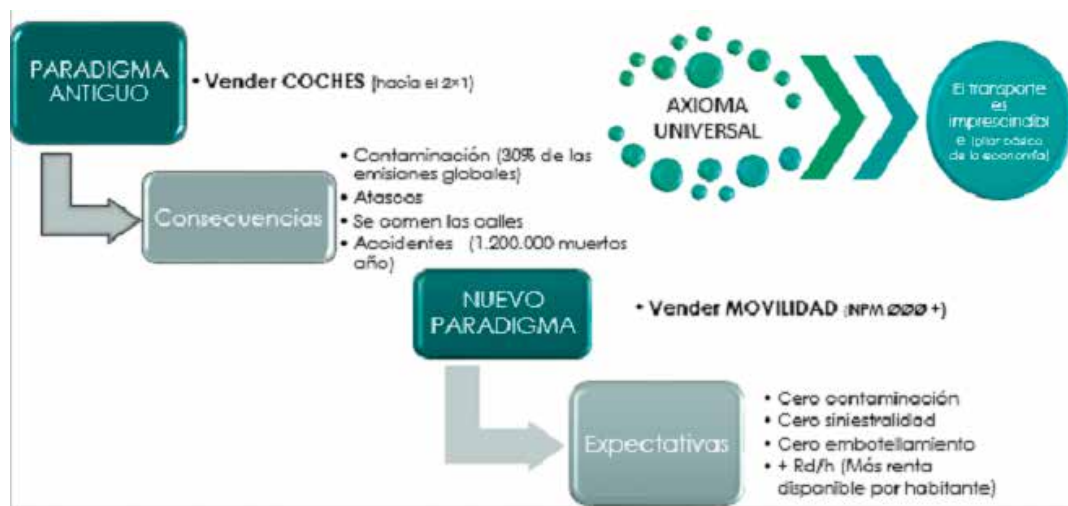 PARADIGMA
ANTIGUO
• Vender COCHES (hacia el 2×1)
AXIOMA
UNIVERSAL
El transporte
es
imprescindibl
e (pilar básico
de la economía)
Consecuencias
• Contaminación (30% de las
emisiones globales)
• Atascos
• Se comen las calles
• Accidentes (1.200.000 muertos
año)
NUEVO
PARADIGMA
• Vender MOVILIDAD (NPM ØØØ +)
Expectativas
• Cero contaminación
• Cero siniestralidad
• Cero embotellamiento
• + Rd/h (Más renta
disponible por habitante)